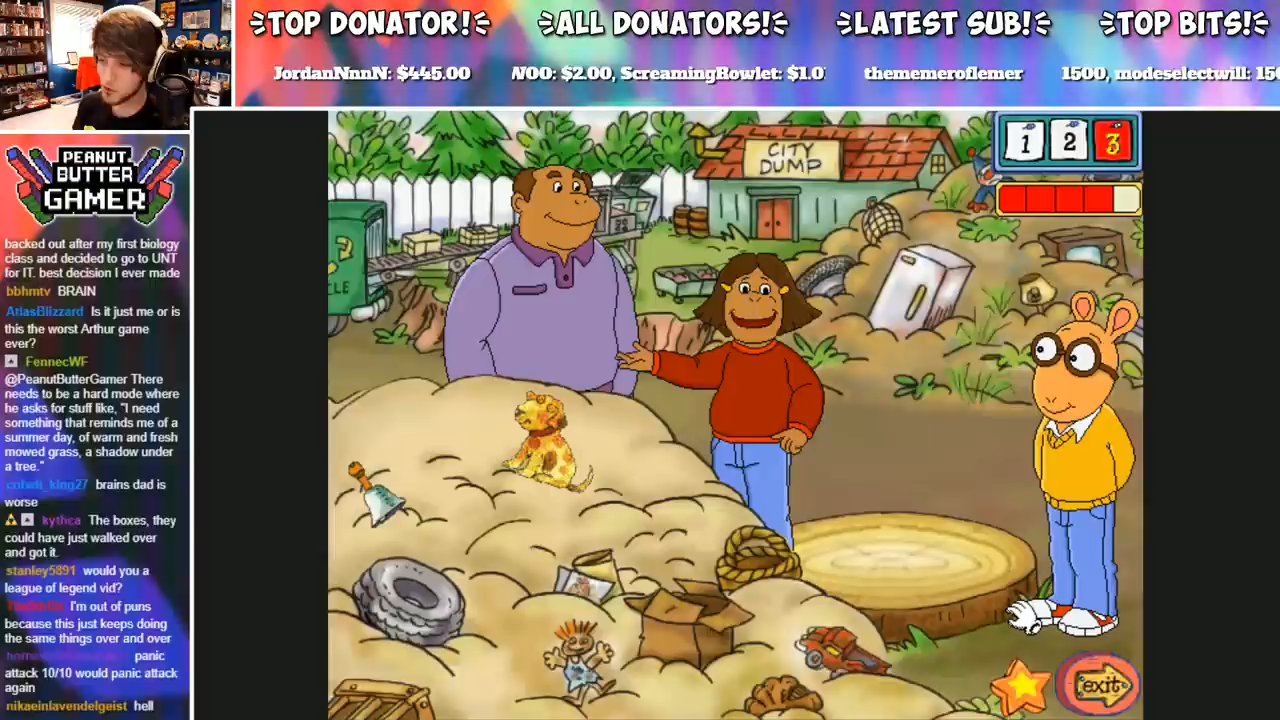 TOP DONATOR!
ALL DONATORS!
LATEST SUB!
TOP BITS!
JordanNnnN: $445.00
NOO: $2.00, ScreamingRowlet: $1.0
thememeroflemer
1500, modeselectwill:
PEANUT
BUTTER
GAMER
CITY
DUMP
1 2 3
backed out after my first biology
class and decided to go to UNT
for IT. best decision I ever made
bbhmtv BRAIN
AtlasBlizzard Is it just me or is
this the worst Arthur game
ever?
FennecWF
@PeanutButterGamer There
needs to be a hard mode where
he asks for stuff like, "I need
something that reminds me of a
summer day, of warm and fresh
mowed grass, a shadow under
a tree."
brains dad is
worse
kythca The boxes, they
could have just walked over
and got it.
stanley5891 would you a
league of legend vid?
I'm out of puns
because this just keeps doing
the same things over and over
panic
attack 10/10 would panic attack
again
nikaeinlavendelgeist hell
exit